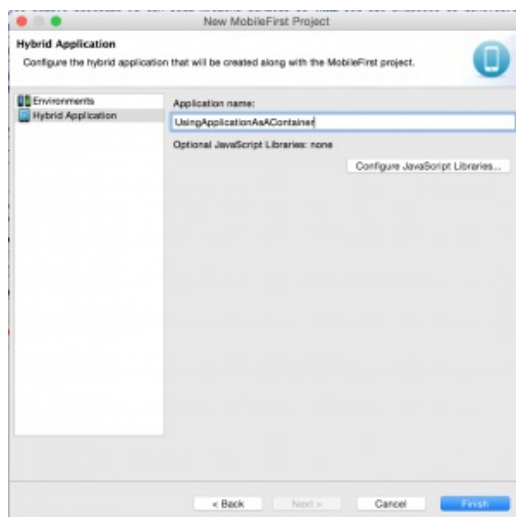 New MobileFirst Project
Hybrid Application
Configure the hybrid application that will be created along with the MobileFirst project.
Environments
Hybrid Application
Application name:
UsingApplicationAsAContainer
Optional JavaScript Libraries: none
Configure JavaScript Libraries...
< Back
Next >
Cancel
Finish